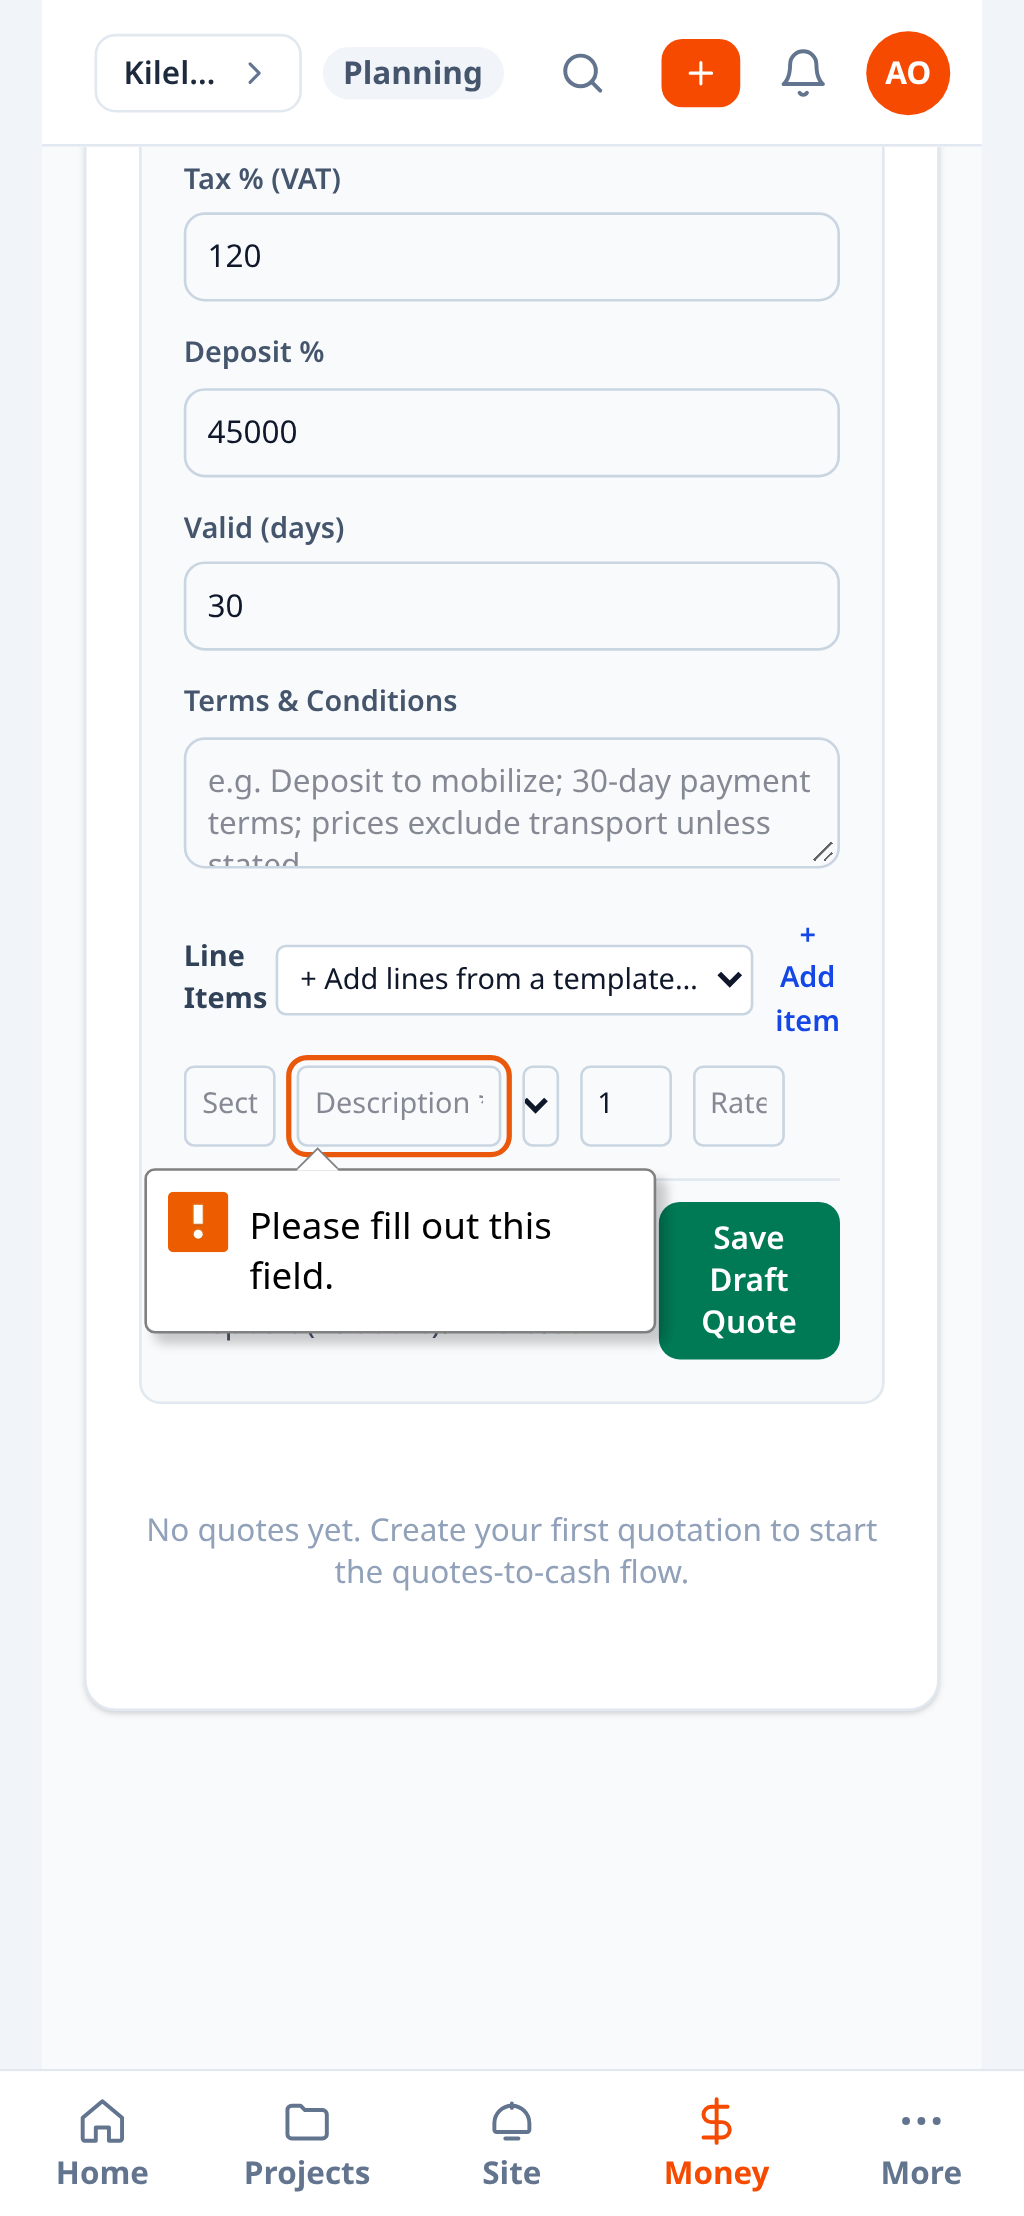 Kilel...
Planning
AO
Tax % (VAT)
120
Deposit %
45000
Valid (days)
30
Terms & Conditions
e.g. Deposit to mobilize; 30-day payment
terms; prices exclude transport unless
stated
Line
Items
+ Add lines from a template...
+
Add
item
Sect
Description
1
Rate
Please fill out this
field.
Save
Draft
Quote
No quotes yet. Create your first quotation to start
the quotes-to-cash flow.
Home
Projects
Site
Money
More